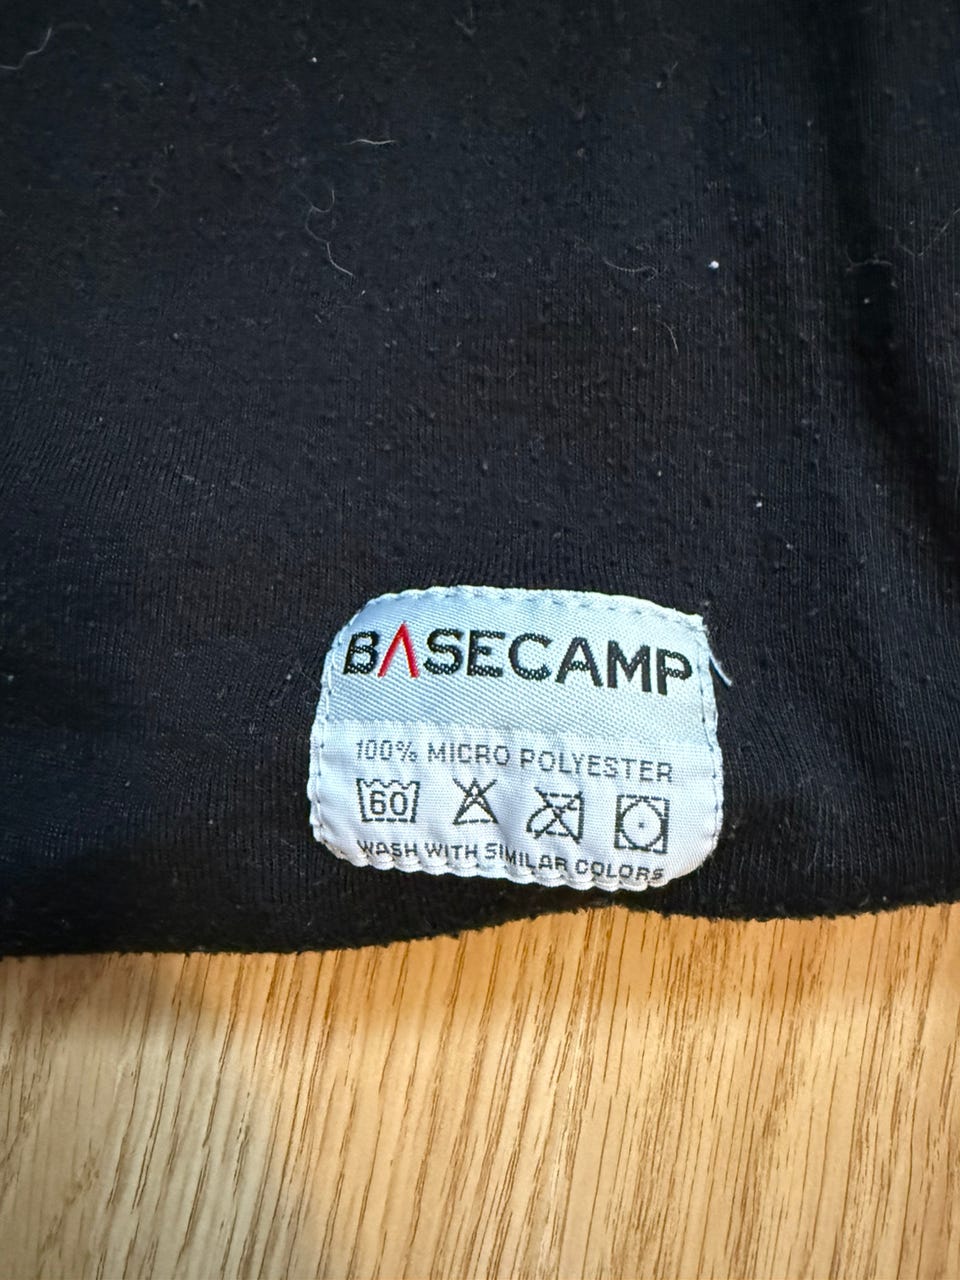 BASECAMP
100% MICRO POLYESTER
60
WASH WITH SIMILAR COLORS